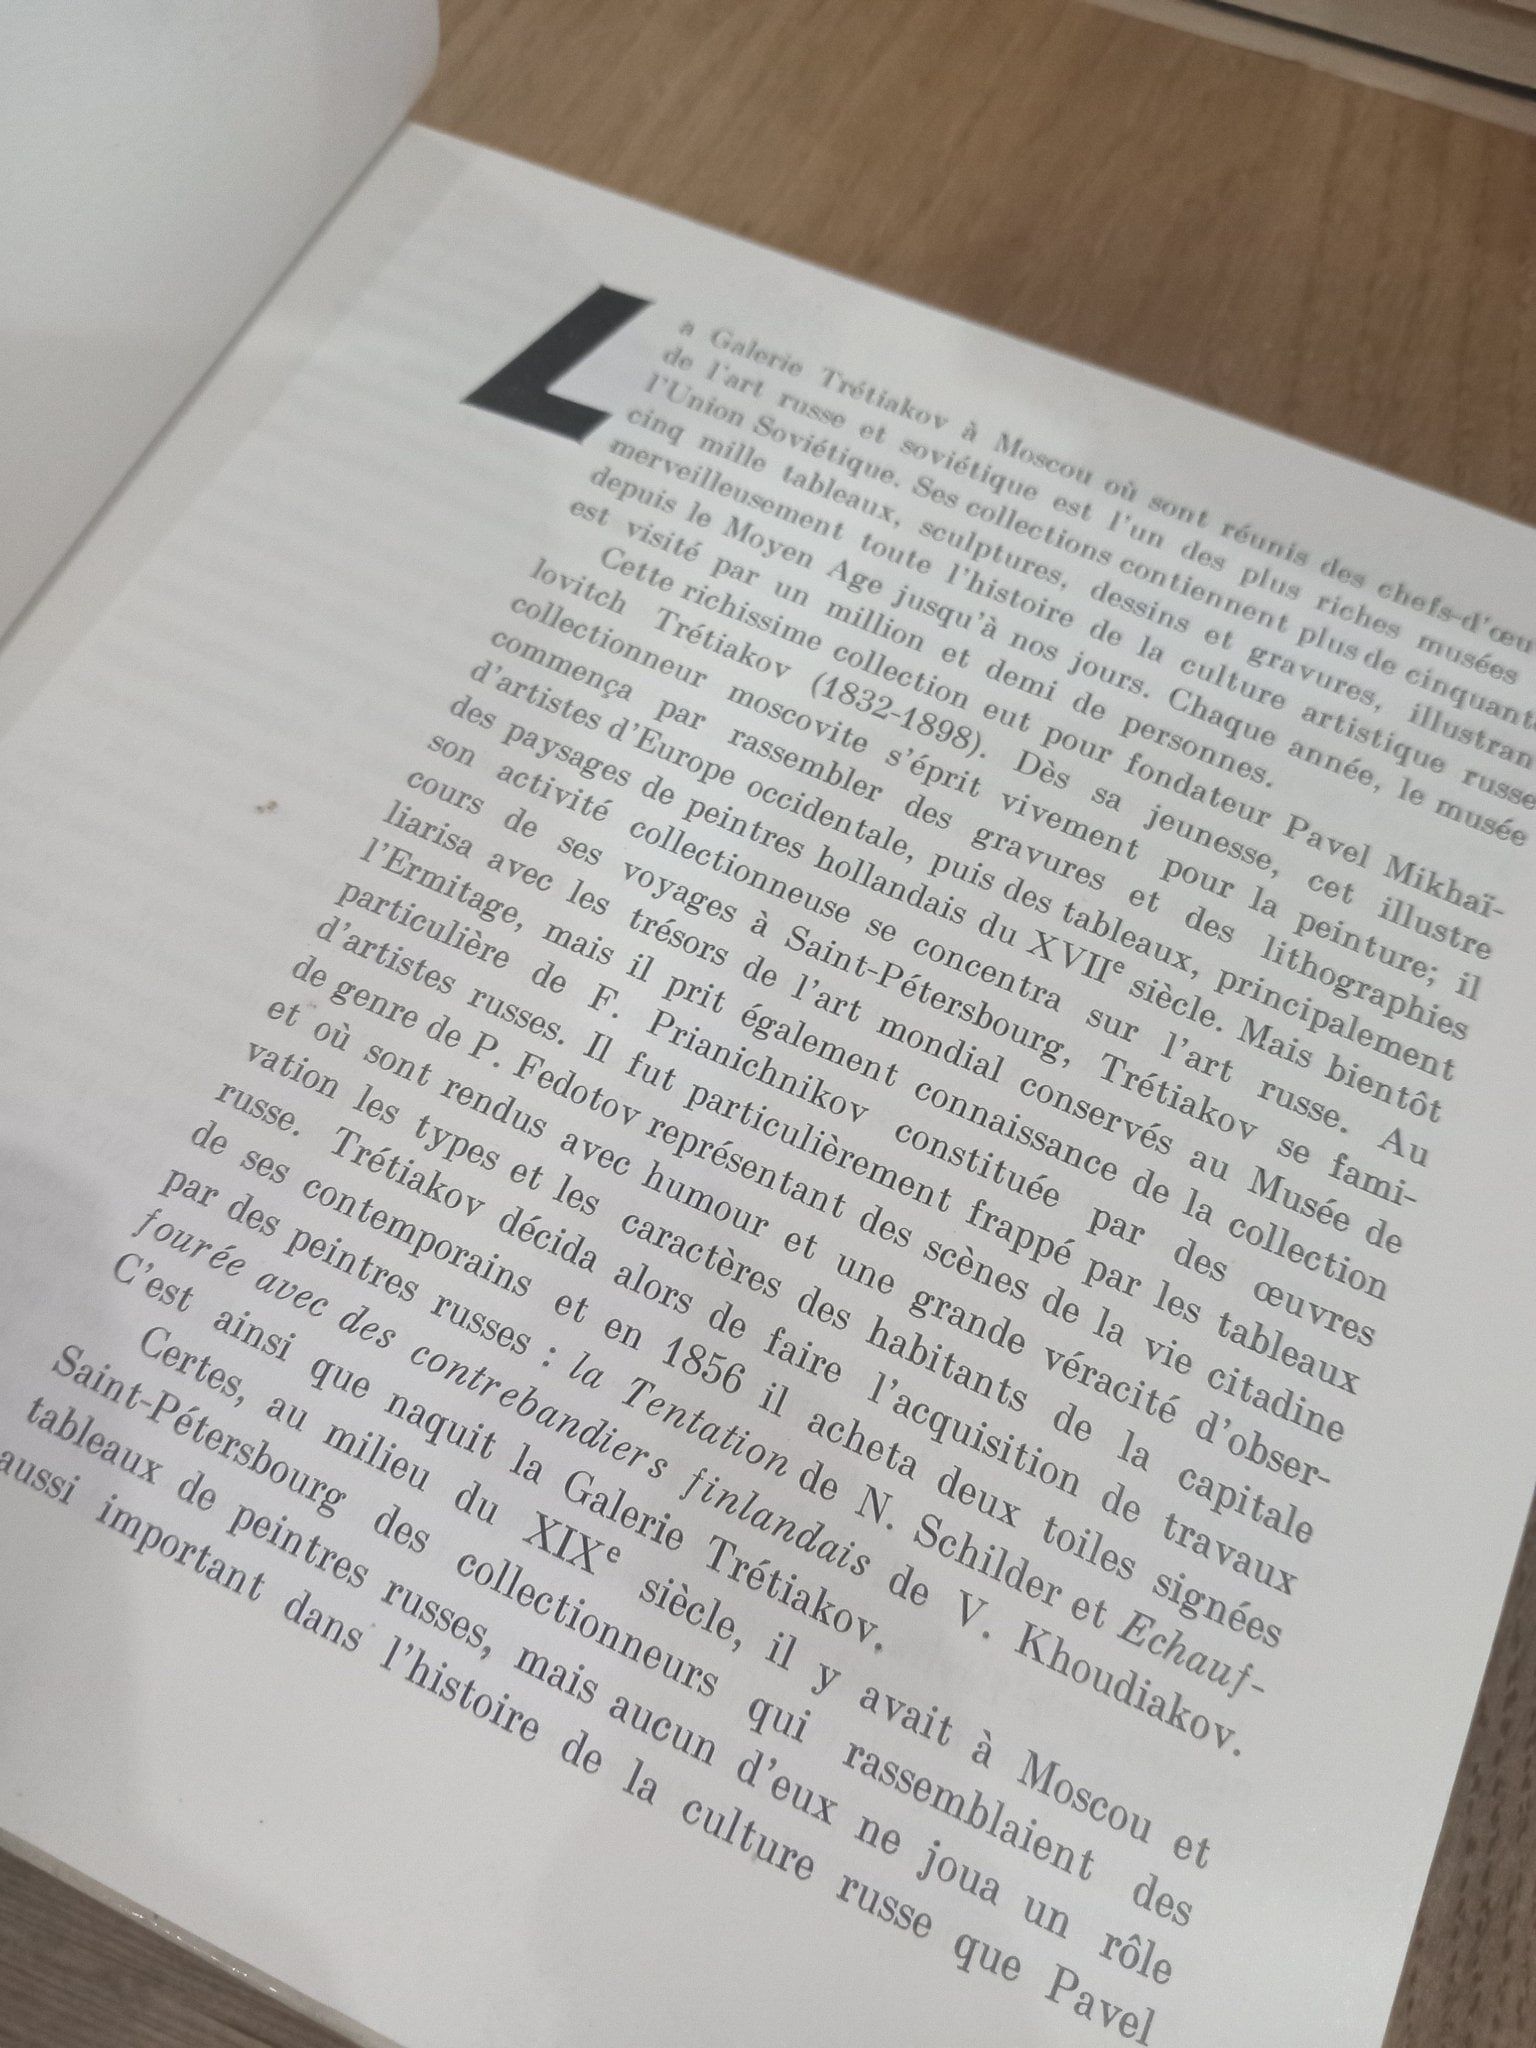 La Galerie Trétiakov à Moscou où sont réunis des chefs-d'œu
de l'art russe et soviétique est l'un des plus riches musées
l'Union Soviétique. Ses collections contiennent plus de cinquant
cinq mille tableaux, sculptures, dessins et gravures, illustran
merveilleusement toute l'histoire de la culture artistique russe
depuis le Moyen Age jusqu'à nos jours. Chaque année, le musée
est visité par un million et demi de personnes.
Cette richissime collection eut pour fondateur Pavel Mikhaï-
lovitch Trétiakov (1832-1898). Dès sa jeunesse, cet illustre
collectionneur moscovite s'éprit vivement pour la peinture; il
commença par rassembler des gravures et des lithographies
d'artistes d'Europe occidentale, puis des tableaux, principalement
des paysages de peintres hollandais du XVIIe siècle. Mais bientôt
son activité collectionneuse se concentra sur l'art russe. Au
cours de ses voyages à Saint-Pétersbourg, Trétiakov se fami-
liarisa avec les trésors de l'art mondial conservés au Musée de
l'Ermitage, mais il prit également connaissance de la collection
particulière de F. Prianichnikov constituée par des œuvres
d'artistes russes. Il fut particulièrement frappé par les tableaux
de genre de P. Fedotov représentant des scènes de la vie citadine
et où sont rendus avec humour et une grande véracité d'obser-
vation les types et les caractères des habitants de la capitale
russe. Trétiakov décida alors de faire l'acquisition de travaux
de ses contemporains et en 1856 il acheta deux toiles signées
par des peintres russes : la Tentation de N. Schilder et Echauf-
fourée avec des contrebandiers finlandais de V. Khoudiakov.
C'est ainsi que naquit la Galerie Trétiakov.
Certes, au milieu du XIXe siècle, il y avait à Moscou et
Saint-Pétersbourg des collectionneurs qui rassemblaient des
tableaux de peintres russes, mais aucun d'eux ne joua un rôle
aussi important dans l'histoire de la culture russe que Pavel